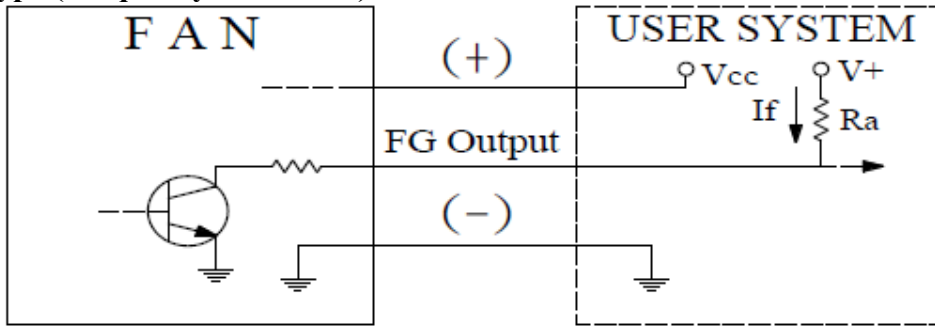 F A N
USER SYSTEM
(+)
Vcc
V+
If
Ra
FG Output
(-)